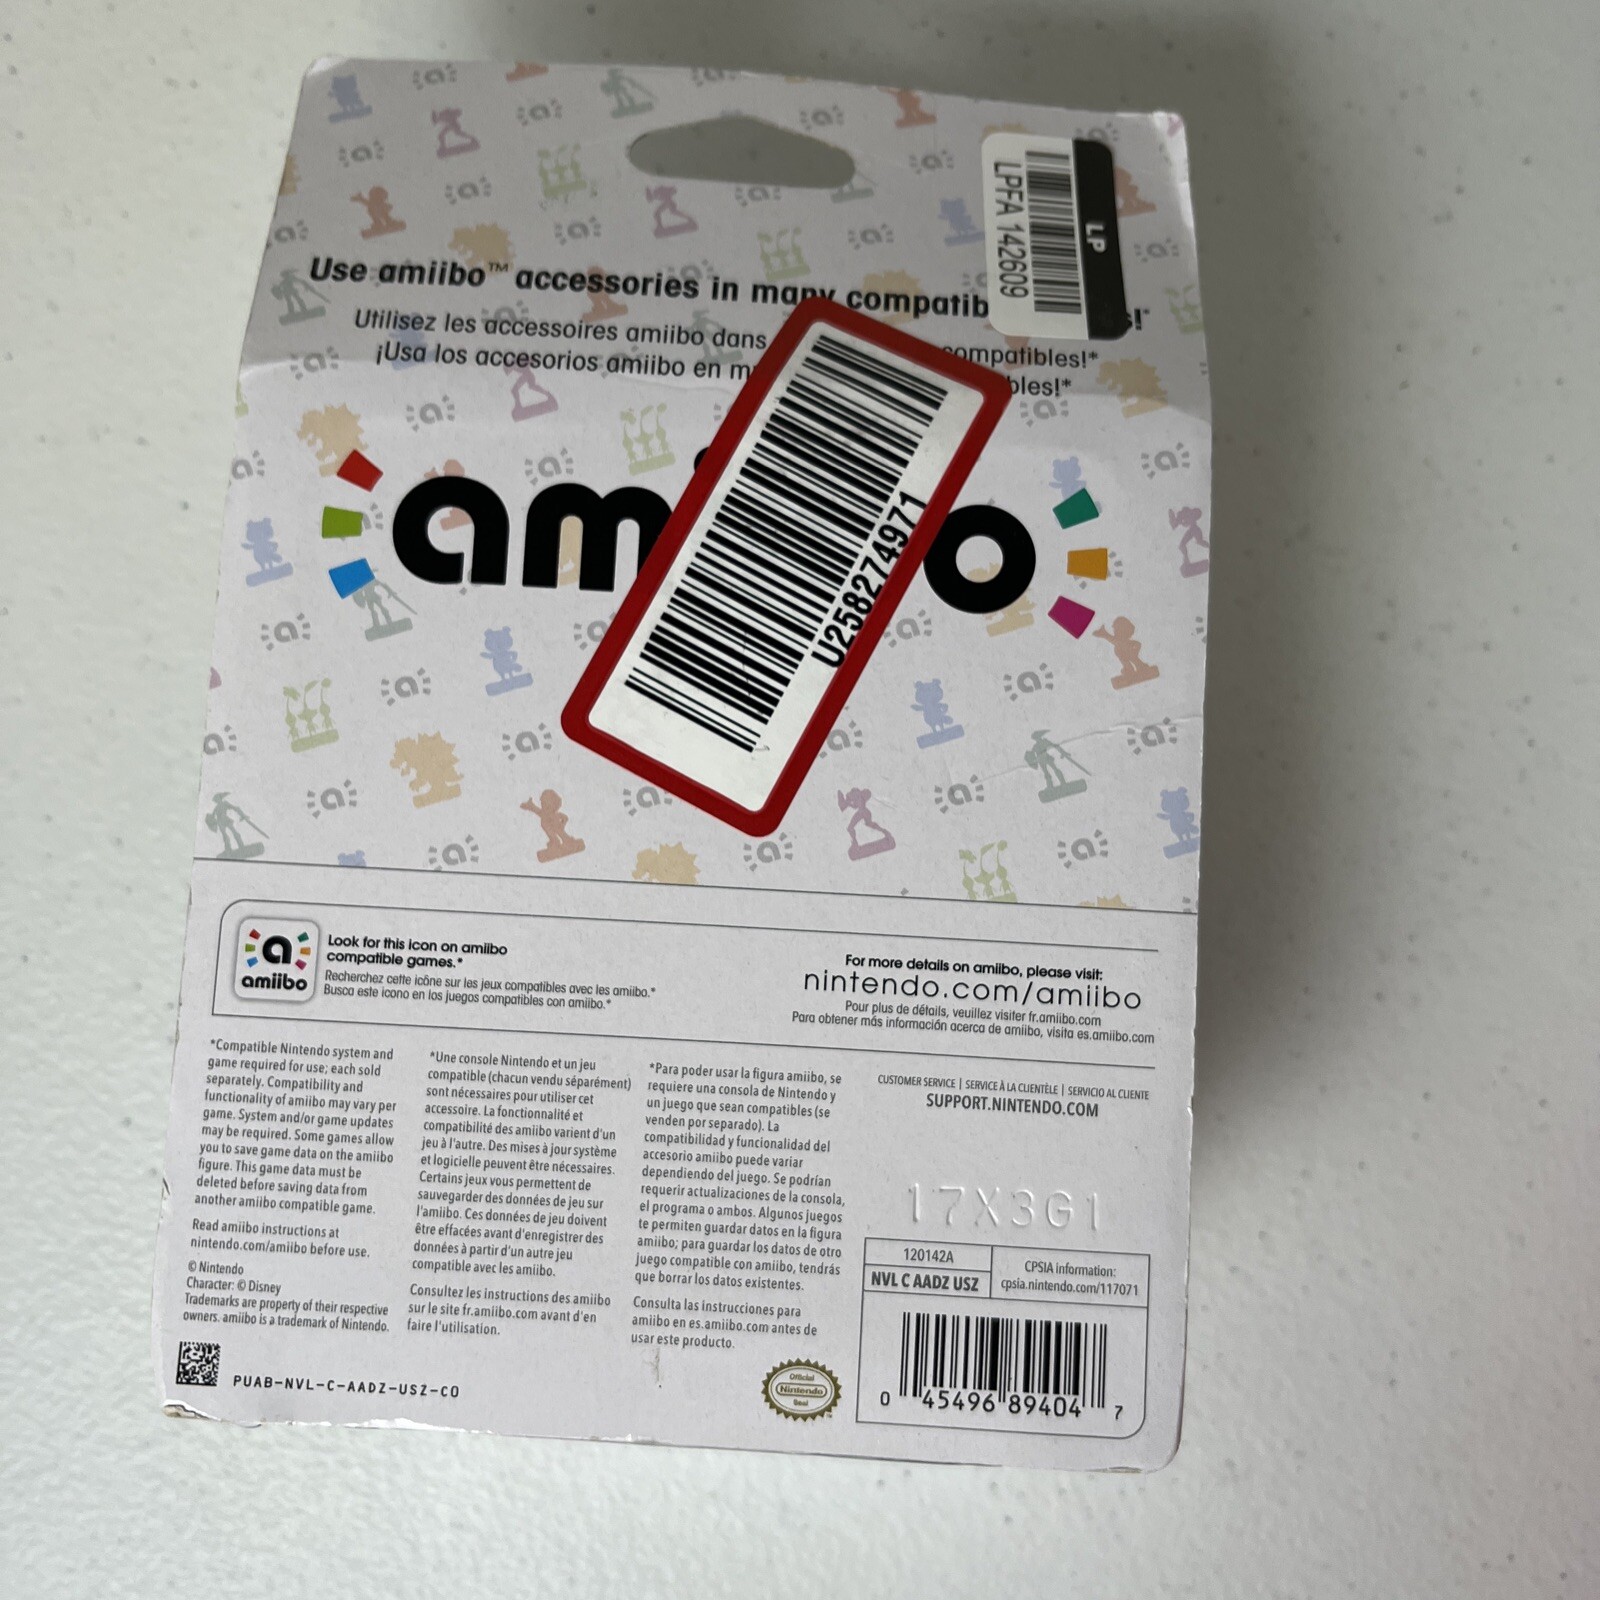 LP
LPFA 142609
Use amiibo™ accessories in many compatib
s!*
Utilisez les accessoires amiibo dans
compatibles!*
¡Usa los accesorios amiibo en m
bles!*
am
o
U258274971
a
amiibo
Look for this icon on amiibo
compatible games.*
Recherchez cette icône sur les jeux compatibles avec les amiibo.*
Busca este icono en los juegos compatibles con amiibo.*
For more details on amiibo, please visit:
nintendo.com/amiibo
Pour plus de détails, veuillez visiter fr.amiibo.com
Para obtener más información acerca de amiibo, visita es.amiibo.com
*Compatible Nintendo system and
game required for use; each sold
separately. Compatibility and
functionality of amiibo may vary per
game. System and/or game updates
may be required. Some games allow
you to save game data on the amiibo
figure. This game data must be
deleted before saving data from
another amiibo compatible game.
Read amiibo instructions at
nintendo.com/amiibo before use.
© Nintendo
Character: © Disney
Trademarks are property of their respective
owners. amiibo is a trademark of Nintendo.
PUAB-NVL-C-AADZ-USZ-C0
*Une console Nintendo et un jeu
compatible (chacun vendu séparément)
sont nécessaires pour utiliser cet
accessoire. La fonctionnalité et
compatibilité des amiibo varient d'un
jeu à l'autre. Des mises à jour système
et logicielle peuvent être nécessaires.
Certains jeux vous permettent de
sauvegarder des données de jeu sur
l'amiibo. Ces données de jeu doivent
être effacées avant d'enregistrer des
données à partir d'un autre jeu
compatible avec les amiibo.
Consultez les instructions des amiibo
sur le site fr.amiibo.com avant d'en
faire l'utilisation.
*Para poder usar la figura amiibo, se
requiere una consola de Nintendo y
un juego que sean compatibles (se
venden por separado). La
compatibilidad y funcionalidad del
accesorio amiibo puede variar
dependiendo del juego. Se podrían
requerir actualizaciones de la consola,
el programa o ambos. Algunos juegos
te permiten guardar datos en la figura
amiibo; para guardar los datos de otro
juego compatible con amiibo, tendrás
que borrar los datos existentes.
Consulta las instrucciones para
amiibo en es.amiibo.com antes de
usar este producto.
CUSTOMER SERVICE | SERVICE À LA CLIENTÈLE | SERVICIO AL CLIENTE
SUPPORT.NINTENDO.COM
17X3G1
120142A
NVL C AADZ USZ
CPSIA information:
cpsia.nintendo.com/117071
Official
Nintendo
Seal
0 45496 89404 7